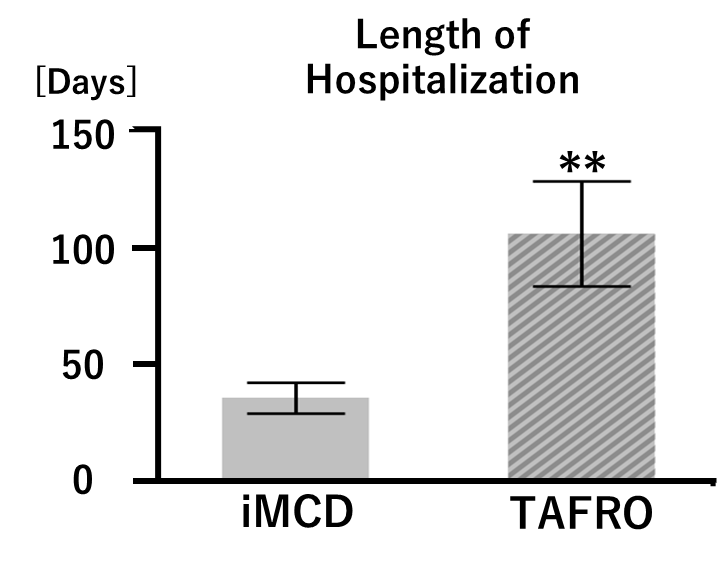 Length of
Hospitalization
[Days]
150
**
100
50
0
iMCD
TAFRO